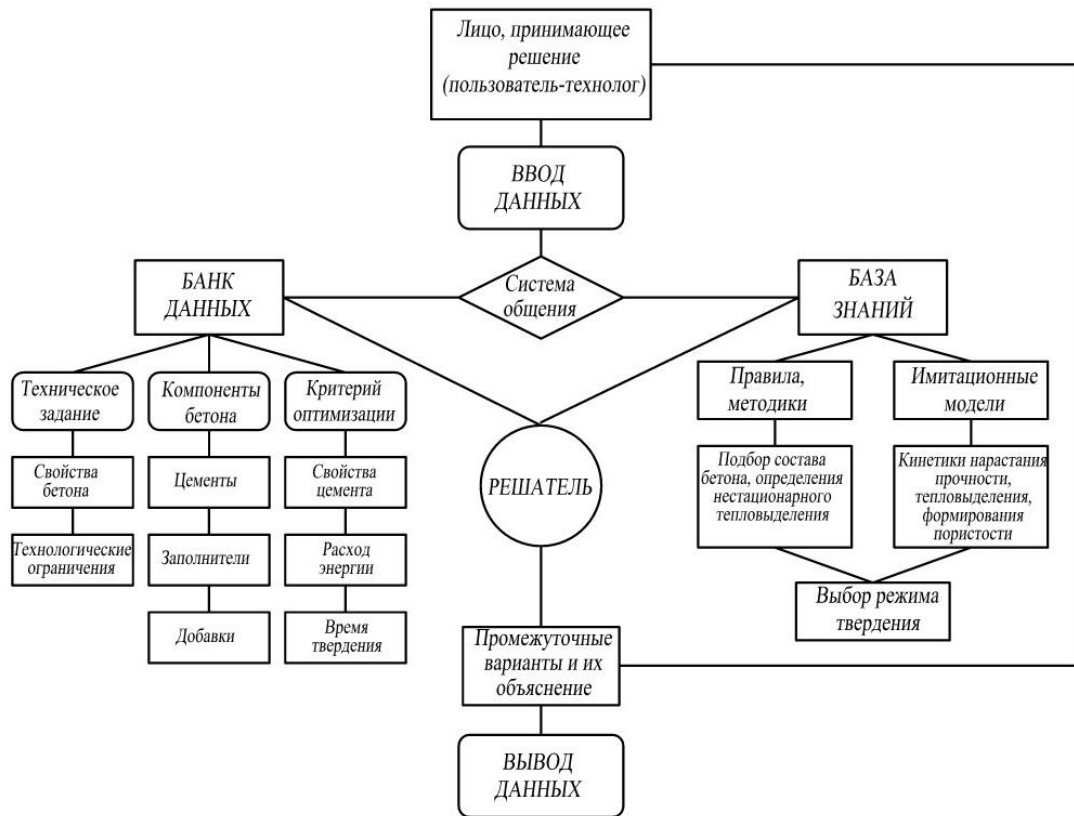 Лицо, принимающее
решение
(пользователь-технолог)
ВВОД
ДАННЫХ
Система
общения
БАНК
ДАННЫХ
БАЗА
ЗНАНИЙ
Техническое
задание
Компоненты
бетона
Критерий
оптимизации
Правила,
методики
Имитационные
модели
Свойства
бетона
Цементы
Свойства
цемента
РЕШАТЕЛЬ
Подбор состава
бетона, определения
нестационарного
тепловыделения
Кинетики нарастания
прочности,
тепловыделения,
формирования
пористости
Технологические
ограничения
Заполнители
Расход
энергии
Добавки
Время
твердения
Выбор режима
твердения
Промежуточные
варианты и их
объяснение
ВЫВОД
ДАННЫХ